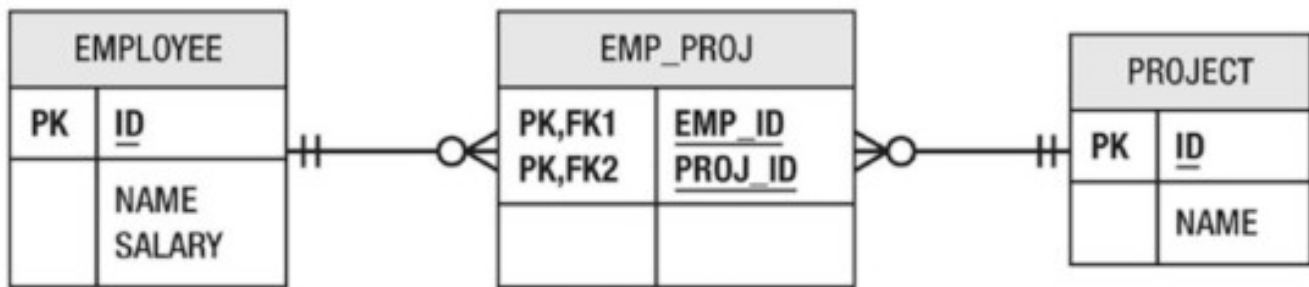 EMPLOYEE
PK ID
NAME
SALARY
EMP_PROJ
PK,FK1 EMP_ID
PK,FK2 PROJ_ID
PROJECT
PK ID
NAME